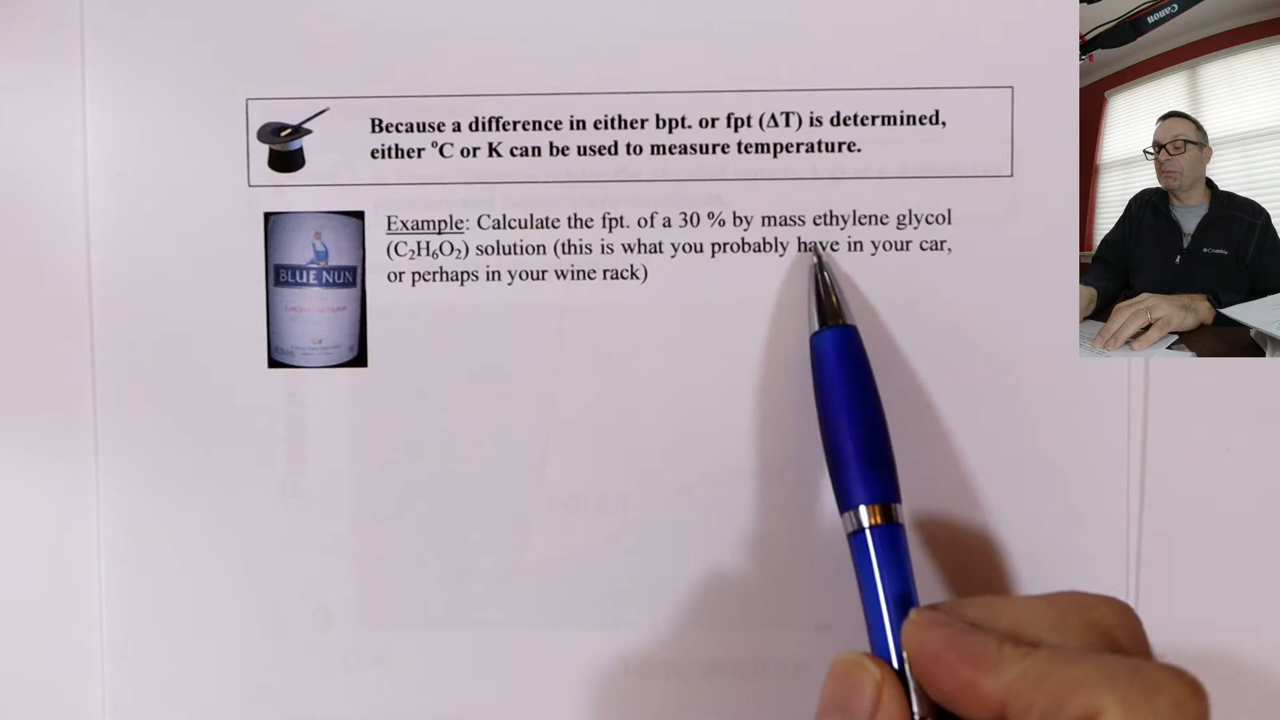 Because a difference in either bpt. or fpt (ΔT) is determined,
either °C or K can be used to measure temperature.
Example: Calculate the fpt. of a 30 % by mass ethylene glycol
(C₂H₆O₂) solution (this is what you probably have in your car,
or perhaps in your wine rack)
BLUE NUN
Canon
Columbia